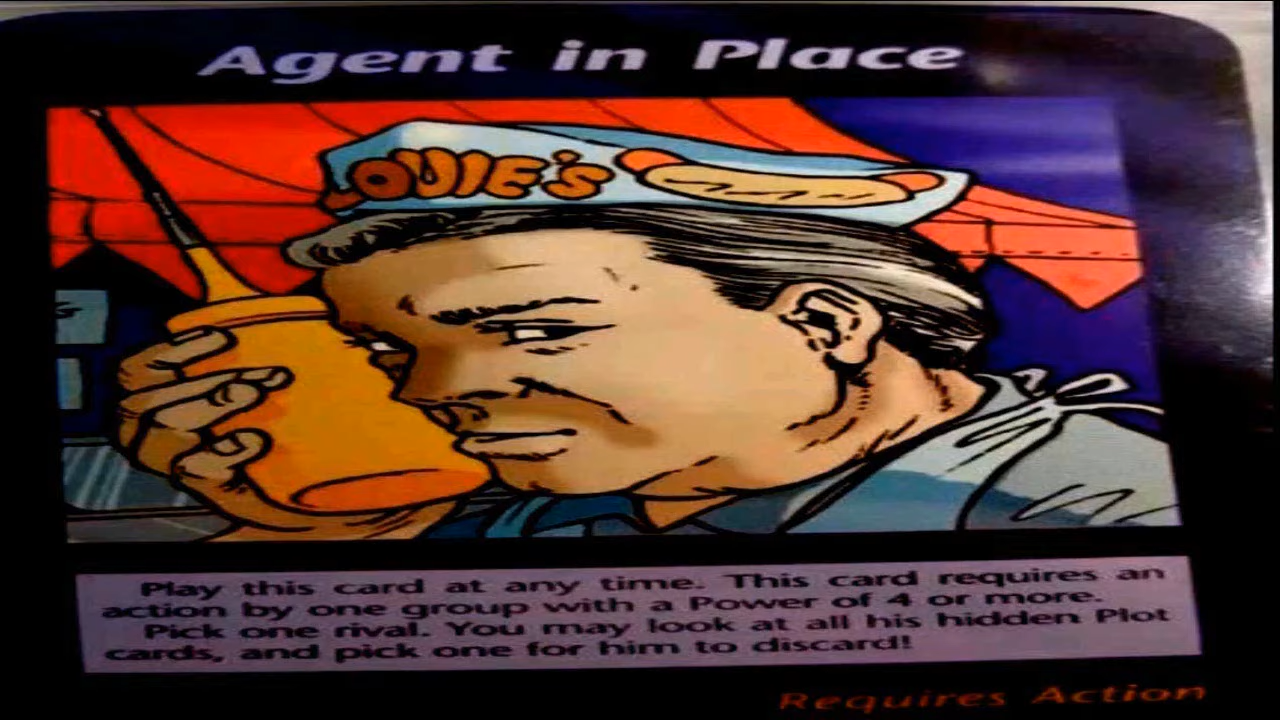 Agent in Place
LOUIE'S
Play this card at any time. This card requires an
action by one group with a Power of 4 or more.
Pick one rival. You may look at all his hidden Plot
cards, and pick one for him to discard!
Requires Action